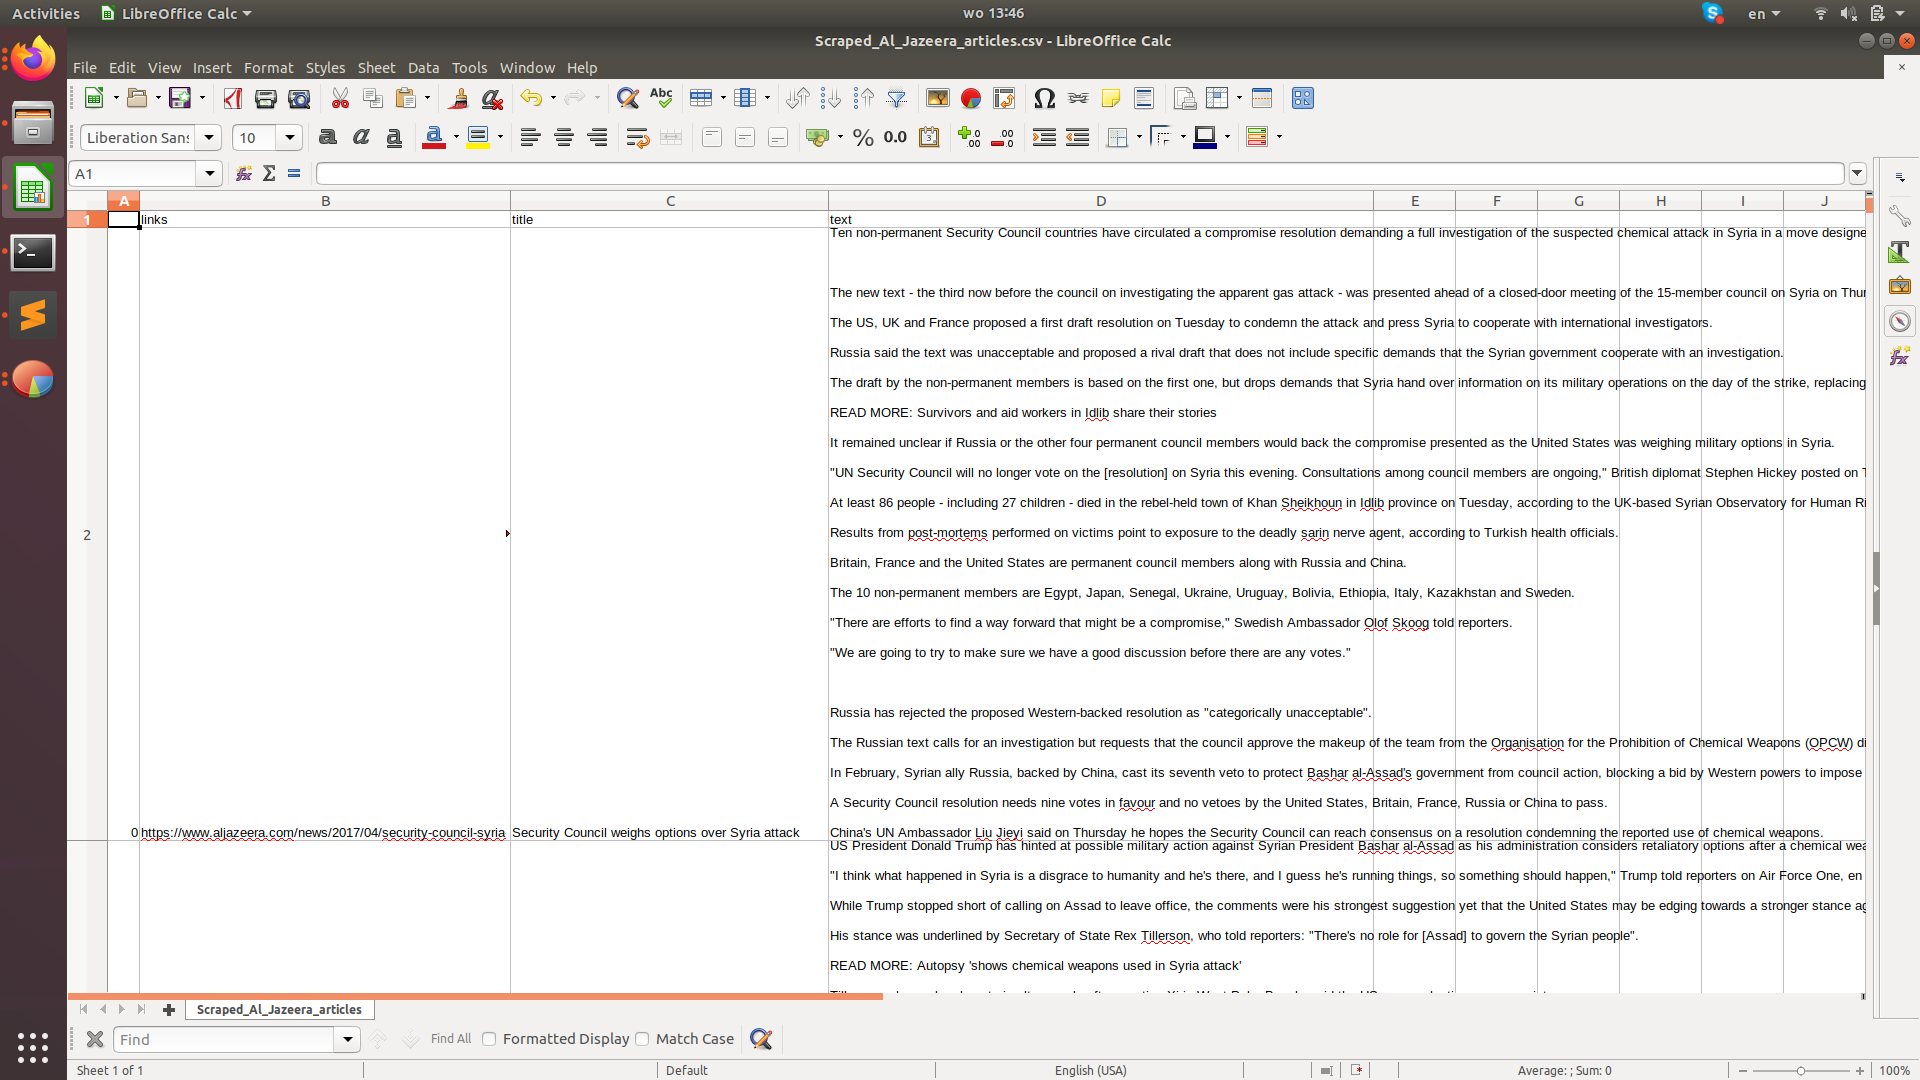 Activities LibreOffice Calc wo 13:46 en
Scraped_Al_Jazeera_articles.csv - LibreOffice Calc
File Edit View Insert Format Styles Sheet Data Tools Window Help
Liberation Sans 10
A1
A B C D E F G H I J
1 links title text
Ten non-permanent Security Council countries have circulated a compromise resolution demanding a full investigation of the suspected chemical attack in Syria in a move designe
The new text - the third now before the council on investigating the apparent gas attack - was presented ahead of a closed-door meeting of the 15-member council on Syria on Thur
The US, UK and France proposed a first draft resolution on Tuesday to condemn the attack and press Syria to cooperate with international investigators.
Russia said the text was unacceptable and proposed a rival draft that does not include specific demands that the Syrian government cooperate with an investigation.
The draft by the non-permanent members is based on the first one, but drops demands that Syria hand over information on its military operations on the day of the strike, replacing
READ MORE: Survivors and aid workers in Idlib share their stories
It remained unclear if Russia or the other four permanent council members would back the compromise presented as the United States was weighing military options in Syria.
"UN Security Council will no longer vote on the [resolution] on Syria this evening. Consultations among council members are ongoing," British diplomat Stephen Hickey posted on T
At least 86 people - including 27 children - died in the rebel-held town of Khan Sheikhoun in Idlib province on Tuesday, according to the UK-based Syrian Observatory for Human Ri
2 Results from post-mortems performed on victims point to exposure to the deadly sarin nerve agent, according to Turkish health officials.
Britain, France and the United States are permanent council members along with Russia and China.
The 10 non-permanent members are Egypt, Japan, Senegal, Ukraine, Uruguay, Bolivia, Ethiopia, Italy, Kazakhstan and Sweden.
"There are efforts to find a way forward that might be a compromise," Swedish Ambassador Olof Skoog told reporters.
"We are going to try to make sure we have a good discussion before there are any votes."
Russia has rejected the proposed Western-backed resolution as "categorically unacceptable".
The Russian text calls for an investigation but requests that the council approve the makeup of the team from the Organisation for the Prohibition of Chemical Weapons (OPCW) di
In February, Syrian ally Russia, backed by China, cast its seventh veto to protect Bashar al-Assad's government from council action, blocking a bid by Western powers to impose
A Security Council resolution needs nine votes in favour and no vetoes by the United States, Britain, France, Russia or China to pass.
0 https://www.aljazeera.com/news/2017/04/security-council-syria Security Council weighs options over Syria attack China's UN Ambassador Liu Jieyi said on Thursday he hopes the Security Council can reach consensus on a resolution condemning the reported use of chemical weapons.
US President Donald Trump has hinted at possible military action against Syrian President Bashar al-Assad as his administration considers retaliatory options after a chemical wea
"I think what happened in Syria is a disgrace to humanity and he's there, and I guess he's running things, so something should happen," Trump told reporters on Air Force One, en
While Trump stopped short of calling on Assad to leave office, the comments were his strongest suggestion yet that the United States may be edging towards a stronger stance ag
His stance was underlined by Secretary of State Rex Tillerson, who told reporters: "There's no role for [Assad] to govern the Syrian people".
READ MORE: Autopsy 'shows chemical weapons used in Syria attack'
Scraped_Al_Jazeera_articles
Find Find All Formatted Display Match Case
Sheet 1 of 1 Default English (USA) Average: ; Sum: 0 100%